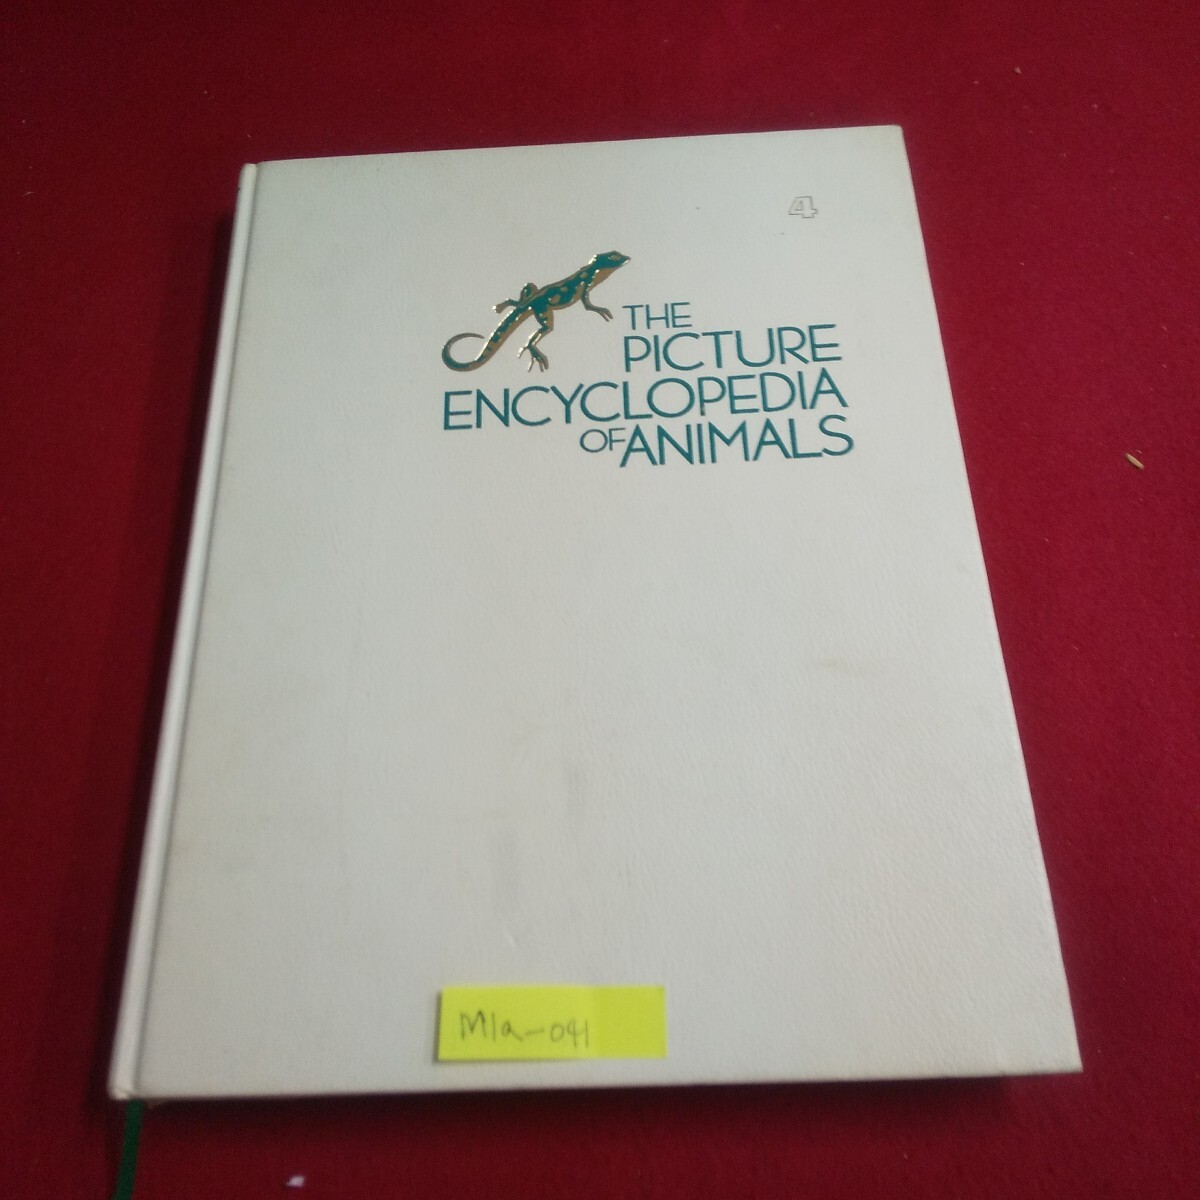 4
THE
PICTURE
ENCYCLOPEDIA
OF ANIMALS
M1a-041